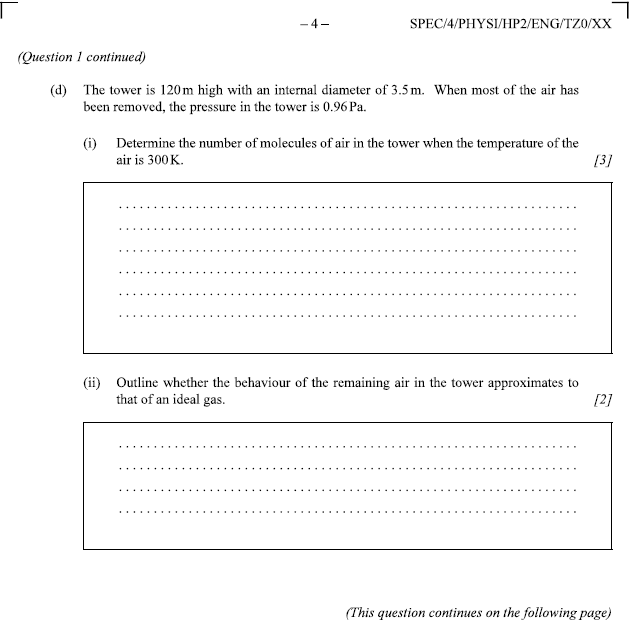 – 4 –
SPEC/4/PHYSI/HP2/ENG/TZ0/XX
(Question 1 continued)
(d) The tower is 120 m high with an internal diameter of 3.5 m. When most of the air has
been removed, the pressure in the tower is 0.96 Pa.
(i) Determine the number of molecules of air in the tower when the temperature of the
air is 300 K. [3]
(ii) Outline whether the behaviour of the remaining air in the tower approximates to
that of an ideal gas. [2]
(This question continues on the following page)